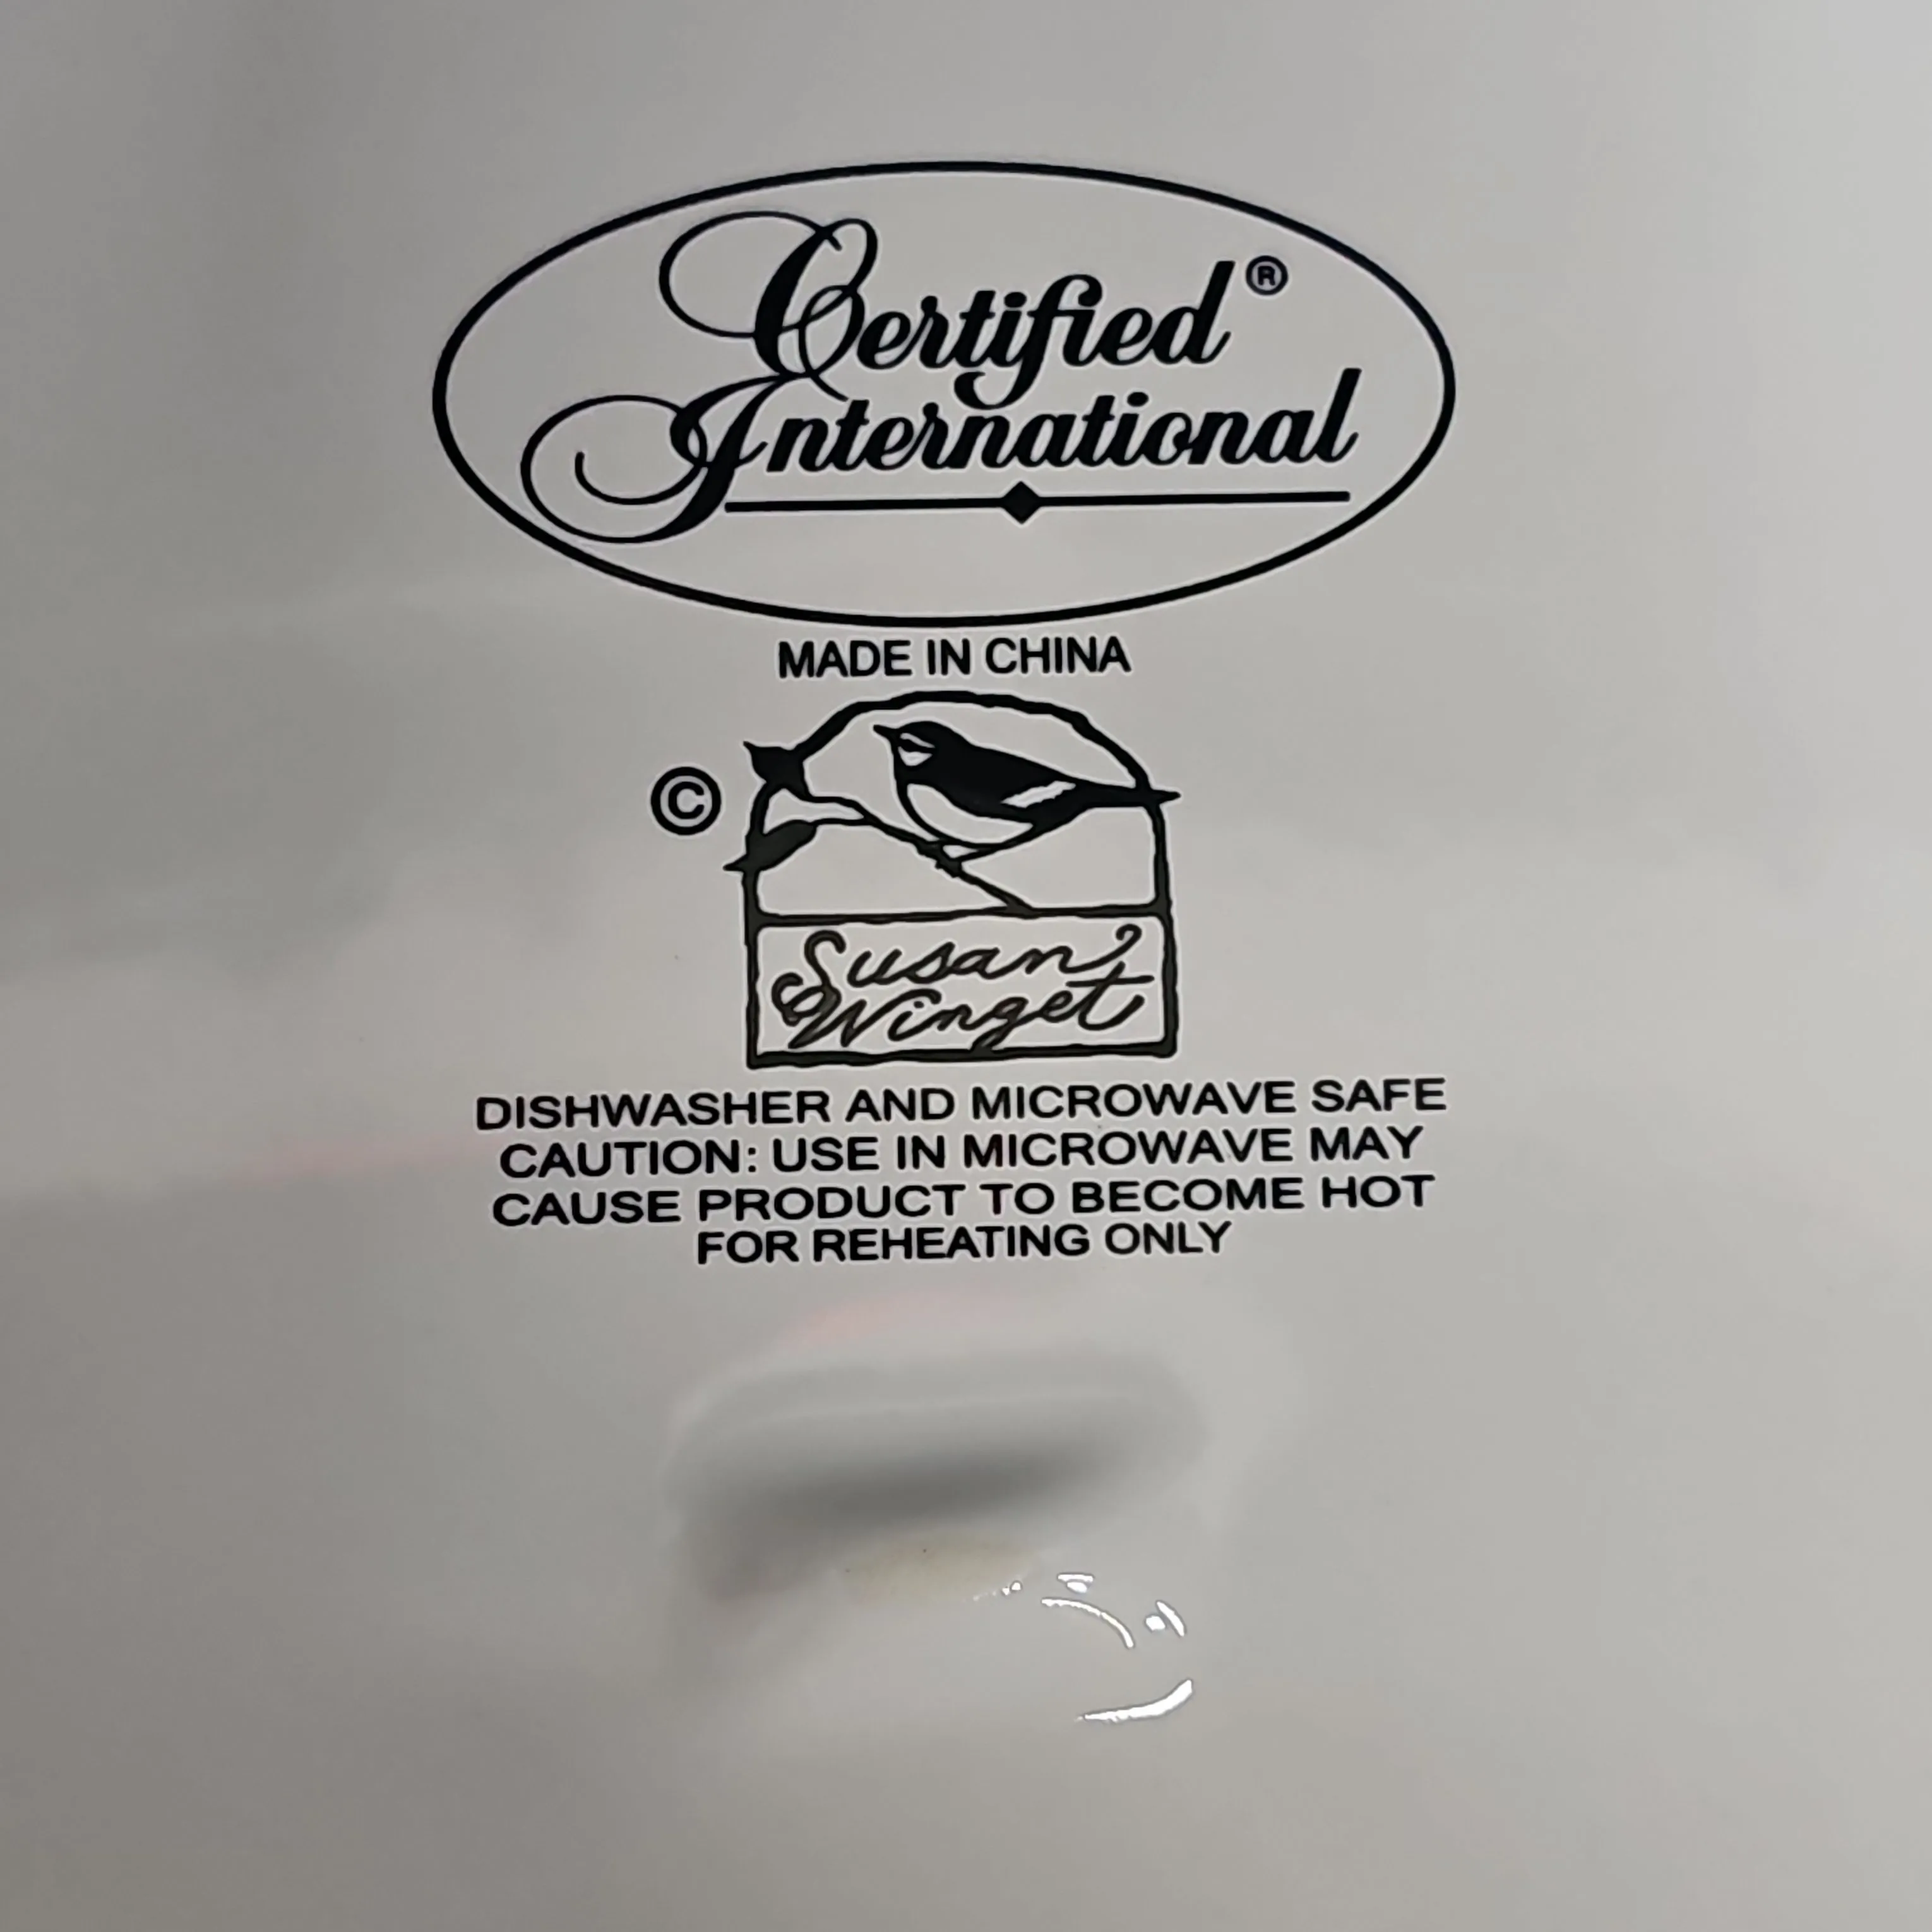 Certified®
International
MADE IN CHINA
©
Susan
Winget
DISHWASHER AND MICROWAVE SAFE
CAUTION: USE IN MICROWAVE MAY
CAUSE PRODUCT TO BECOME HOT
FOR REHEATING ONLY